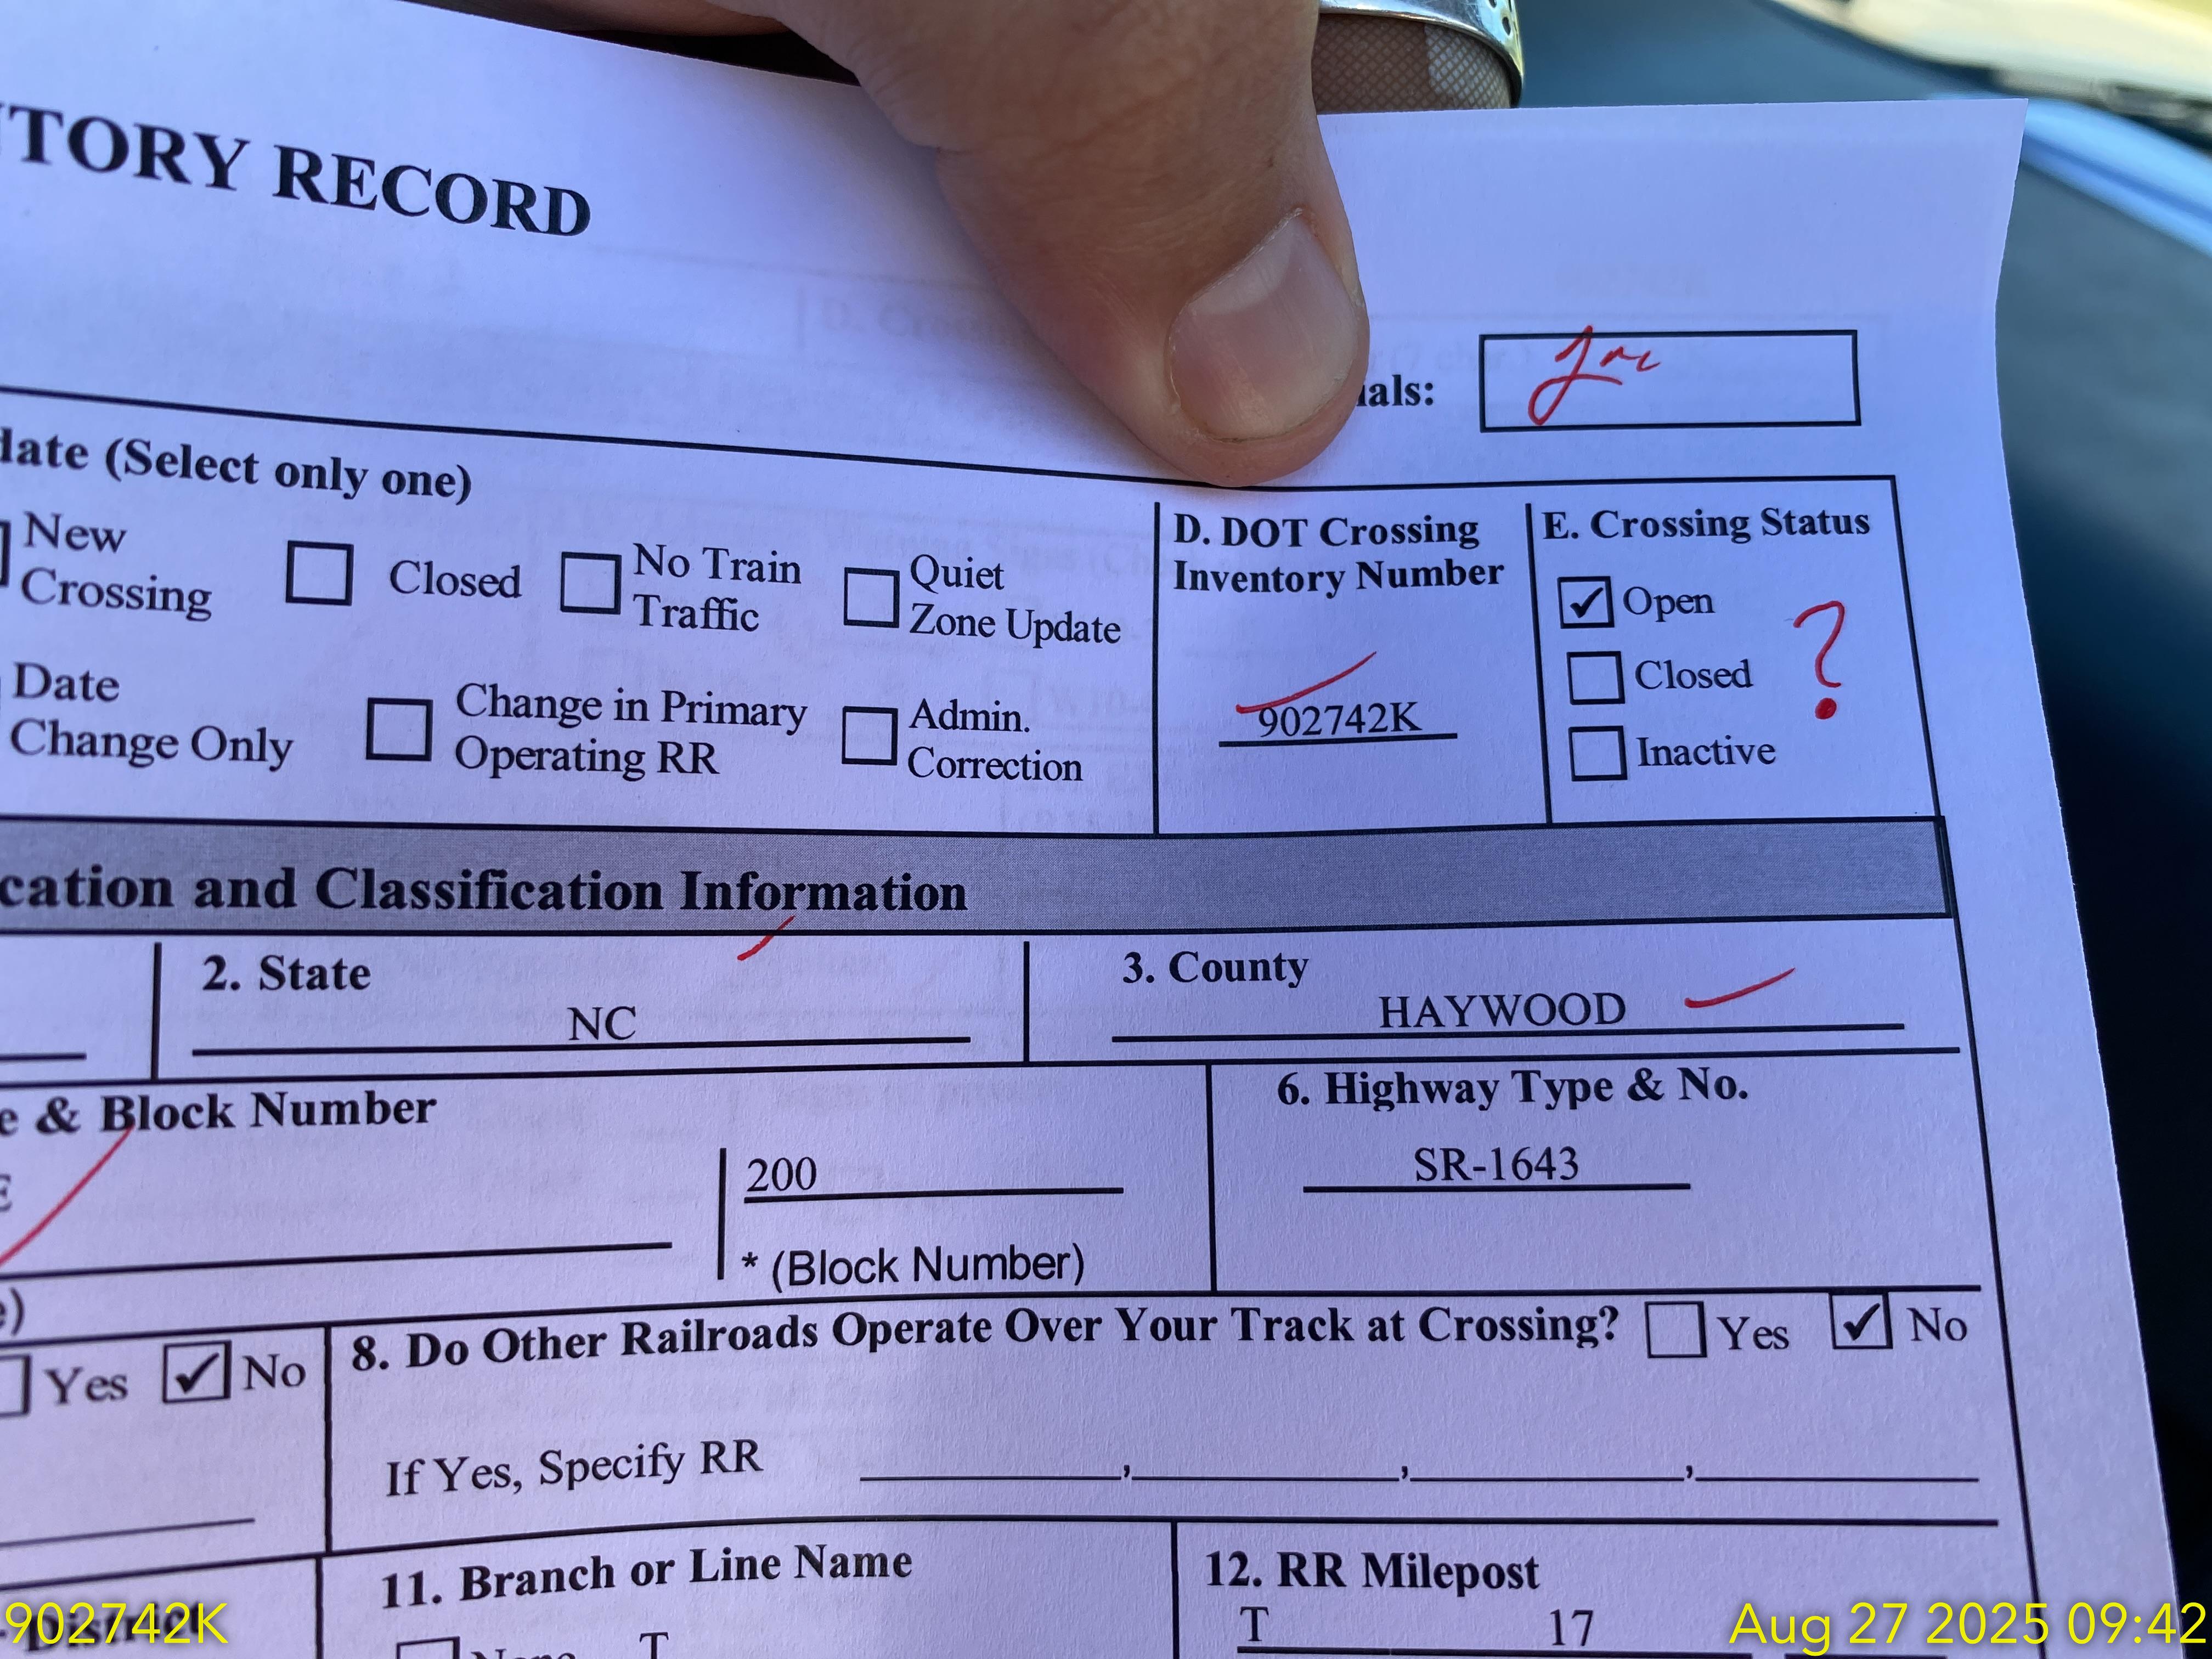 TORY RECORD
ials:
date (Select only one)
New
Crossing
Closed
No Train
Traffic
Quiet
Zone Update
Date
Change Only
Change in Primary
Operating RR
Admin.
Correction
D. DOT Crossing
Inventory Number
902742K
E. Crossing Status
Open
Closed
Inactive
?
cation and Classification Information
2. State
NC
3. County
HAYWOOD
e & Block Number
E
200
* (Block Number)
6. Highway Type & No.
SR-1643
e)
Yes No
8. Do Other Railroads Operate Over Your Track at Crossing? Yes No
If Yes, Specify RR , , ,
11. Branch or Line Name
T
12. RR Milepost
T 17
902742K
Aug 27 2025 09:42